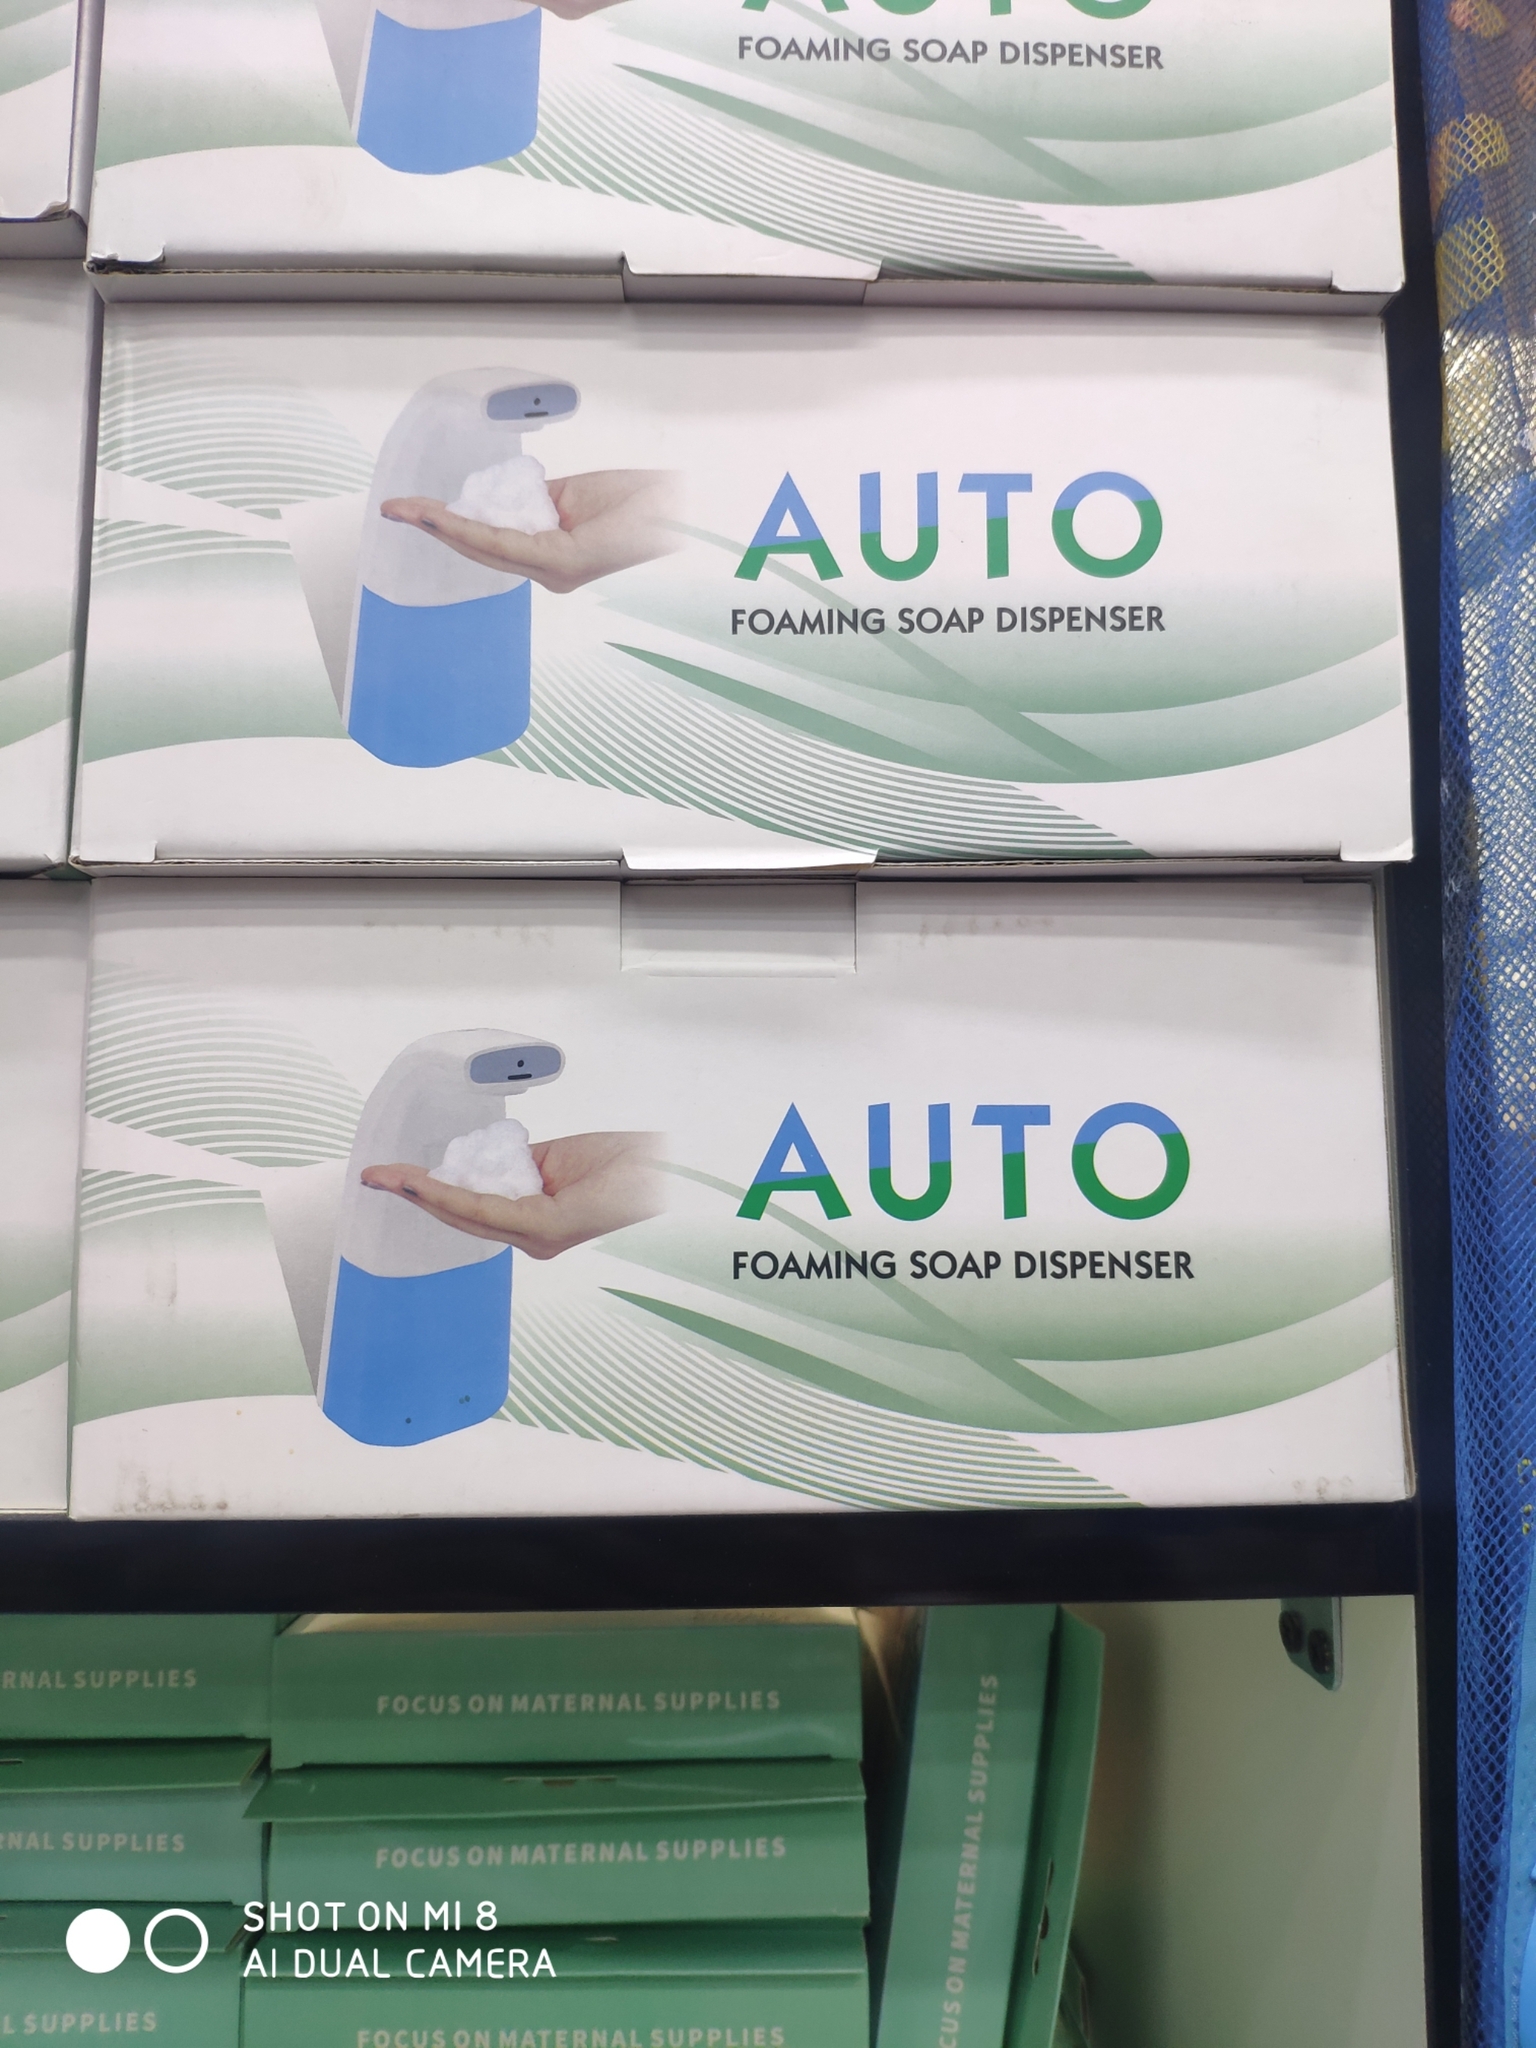 AUTO
FOAMING SOAP DISPENSER
AUTO
FOAMING SOAP DISPENSER
AUTO
FOAMING SOAP DISPENSER
RNAL SUPPLIES
FOCUS ON MATERNAL SUPPLIES
RNAL SUPPLIES
FOCUS ON MATERNAL SUPPLIES
L SUPPLIES
FOCUS ON MATERNAL SUPPLIES
CUS ON MATERNAL SUPPLIES
SHOT ON MI 8
AI DUAL CAMERA